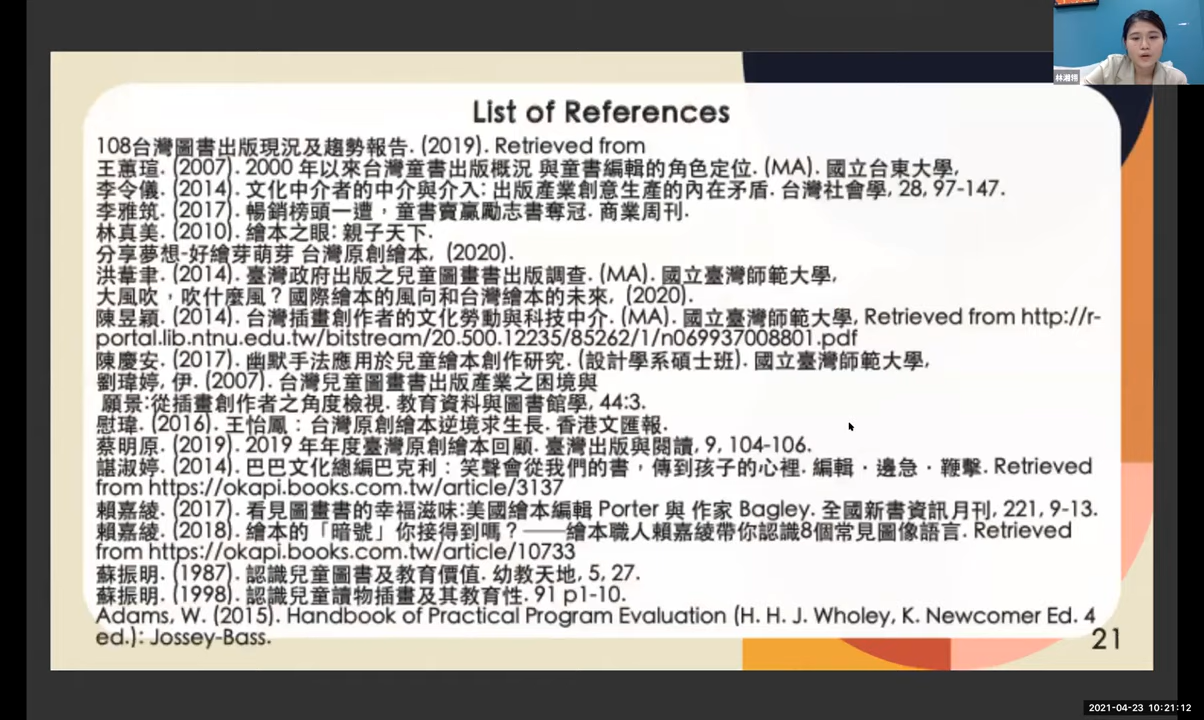 List of References
108台灣圖書出版現況及趨勢報告. (2019). Retrieved from
王蕙瑄. (2007). 2000 年以來台灣童書出版概況 與童書編輯的角色定位. (MA). 國立台東大學,
李令儀. (2014). 文化中介者的中介與介入: 出版產業創意生產的內在矛盾. 台灣社會學, 28, 97-147.
李雅筑. (2017). 暢銷榜頭一遭，童書賣贏勵志書奪冠. 商業周刊.
林真美. (2010). 繪本之眼: 親子天下.
分享夢想-好繪芽萌芽 台灣原創繪本, (2020).
洪葦聿. (2014). 臺灣政府出版之兒童圖畫書出版調查. (MA). 國立臺灣師範大學,
大風吹，吹什麼風？國際繪本的風向和台灣繪本的未來, (2020).
陳昱穎. (2014). 台灣插畫創作者的文化勞動與科技中介. (MA). 國立臺灣師範大學, Retrieved from http://r-
portal.lib.ntnu.edu.tw/bitstream/20.500.12235/85262/1/n069937008801.pdf
陳慶安. (2017). 幽默手法應用於兒童繪本創作研究. (設計學系碩士班). 國立臺灣師範大學,
劉瑋婷, 伊. (2007). 台灣兒童圖畫書出版產業之困境與
願景:從插畫創作者之角度檢視. 教育資料與圖書館學, 44:3.
慰瑋. (2016). 王怡鳳：台灣原創繪本逆境求生長. 香港文匯報.
蔡明原. (2019). 2019 年年度臺灣原創繪本回顧. 臺灣出版與閱讀, 9, 104-106.
諶淑婷. (2014). 巴巴文化總編巴克利：笑聲會從我們的書，傳到孩子的心裡. 編輯．邊急．鞭擊. Retrieved
from https://okapi.books.com.tw/article/3137
賴嘉綾. (2017). 看見圖畫書的幸福滋味:美國繪本編輯 Porter 與 作家 Bagley. 全國新書資訊月刊, 221, 9-13.
賴嘉綾. (2018). 繪本的「暗號」你接得到嗎？——繪本職人賴嘉綾帶你認識8個常見圖像語言. Retrieved
from https://okapi.books.com.tw/article/10733
蘇振明. (1987). 認識兒童圖書及教育價值. 幼教天地, 5, 27.
蘇振明. (1998). 認識兒童讀物插畫及其教育性. 91 p1-10.
Adams, W. (2015). Handbook of Practical Program Evaluation (H. H. J. Wholey, K. Newcomer Ed. 4
ed.): Jossey-Bass.
21
2021-04-23 10:21:12